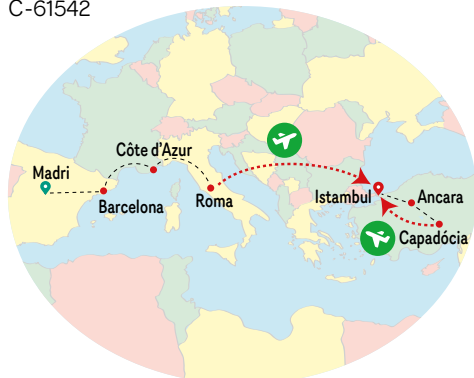 C-61542
Côte d'Azur
Madri
Barcelona
Roma
Istambul
Ancara
Capadócia